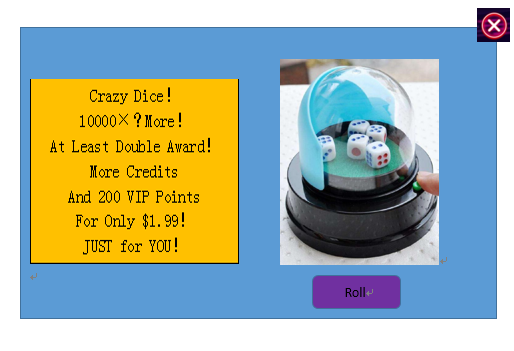 Crazy Dice！
10000×？More！
At Least Double Award！
More Credits
And 200 VIP Points
For Only $1.99！
JUST for YOU！
Roll